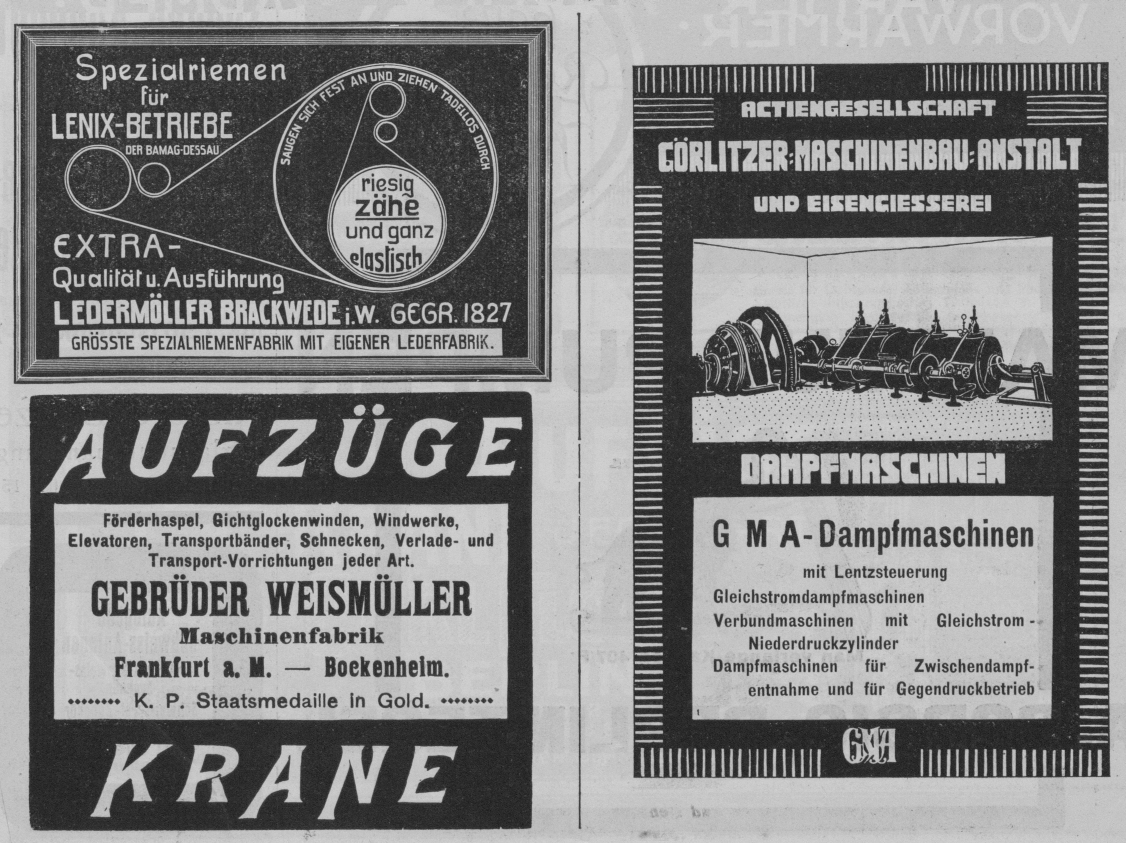 Spezialriemen
für
LENIX-BETRIEBE
DER BAMAG-DESSAU
SAUGEN SICH FEST AN UND ZIEHEN TADELLOS DURCH
riesig
zähe
und ganz
elastisch
EXTRA-
Qualität u. Ausführung
LEDERMÖLLER BRACKWEDE i.W. GEGR. 1827
GRÖSSTE SPEZIALRIEMENFABRIK MIT EIGENER LEDERFABRIK.
AUFZÜGE
Förderhaspel, Gichtglockenwinden, Windwerke,
Elevatoren, Transportbänder, Schnecken, Verlade- und
Transport-Vorrichtungen jeder Art.
GEBRÜDER WEISMÜLLER
Maschinenfabrik
Frankfurt a. M. — Bockenheim.
K. P. Staatsmedaille in Gold.
KRANE
ACTIENGESELLSCHAFT
GÖRLITZER-MASCHINENBAU-ANSTALT
UND EISENGIESSEREI
DAMPFMASCHINEN
G M A-Dampfmaschinen
mit Lentzsteuerung
Gleichstromdampfmaschinen
Verbundmaschinen mit Gleichstrom-
Niederdruckzylinder
Dampfmaschinen für Zwischendampf-
entnahme und für Gegendruckbetrieb
GMA